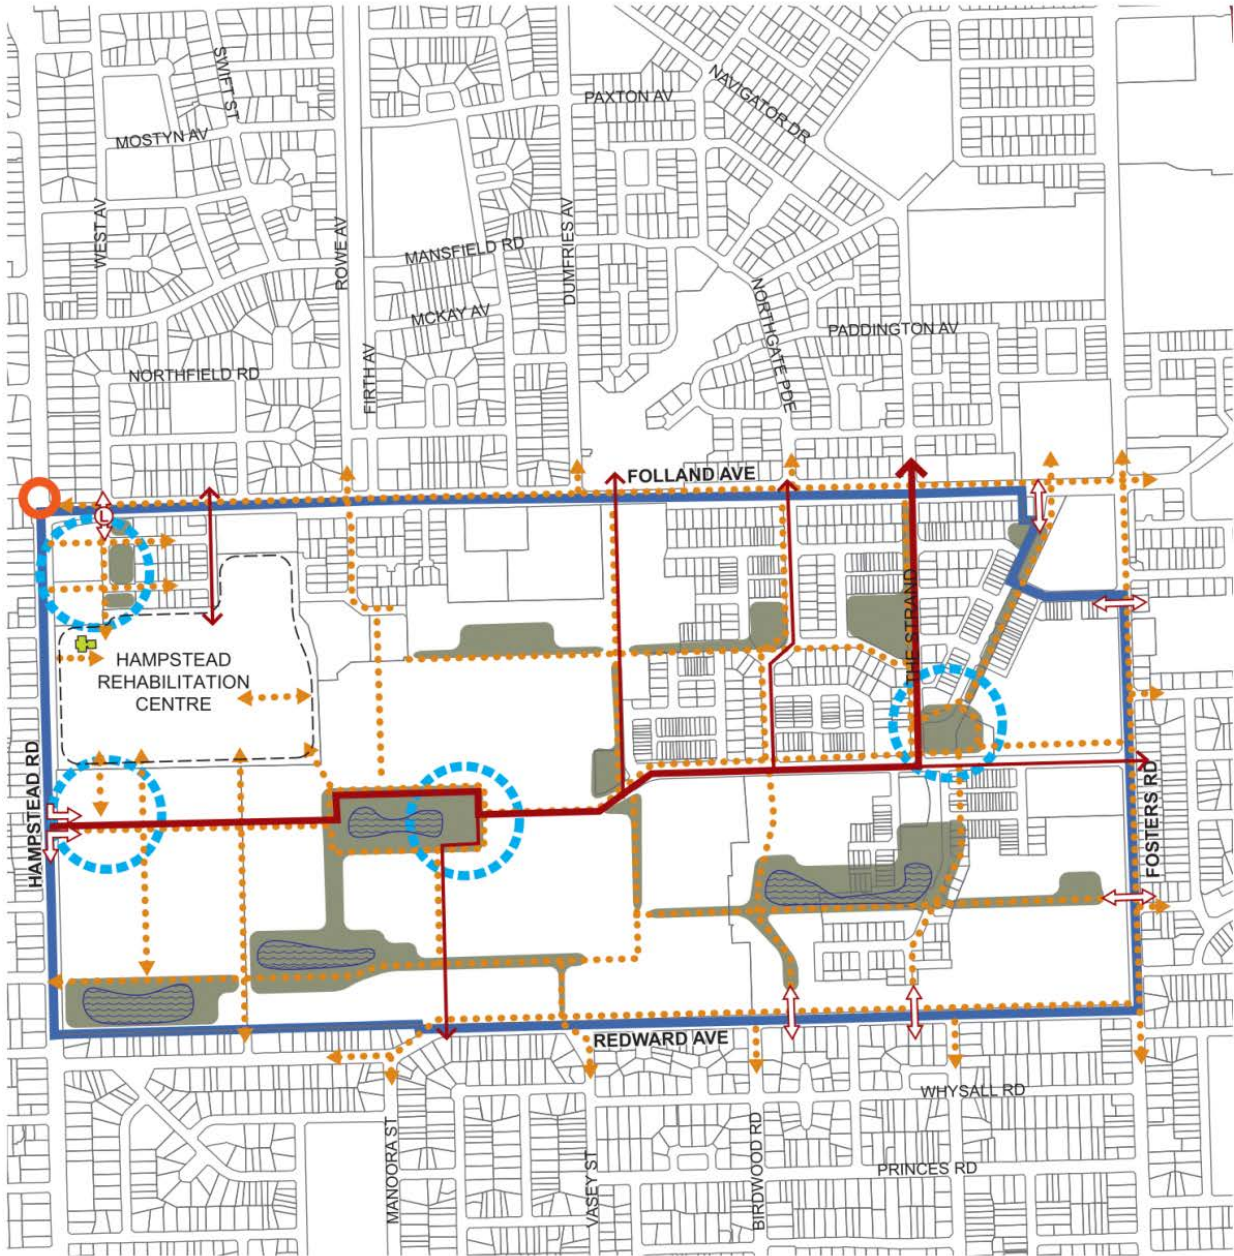 SWIFT ST
PAXTON AV
NAVIGATOR DR
MOSTYN AV
WEST AV
ROWE AV
MANSFIELD RD
DUMFRIES AV
MCKAY AV
NORTHGATE PDE
PADDINGTON AV
NORTHFIELD RD
FIRTH AV
FOLLAND AVE
L
THE STRAND
HAMPSTEAD
REHABILITATION
CENTRE
HAMPSTEAD RD
FOSTERS RD
REDWARD AVE
WHYSALL RD
MANOORA ST
VASEY ST
BIRDWOOD RD
PRINCES RD